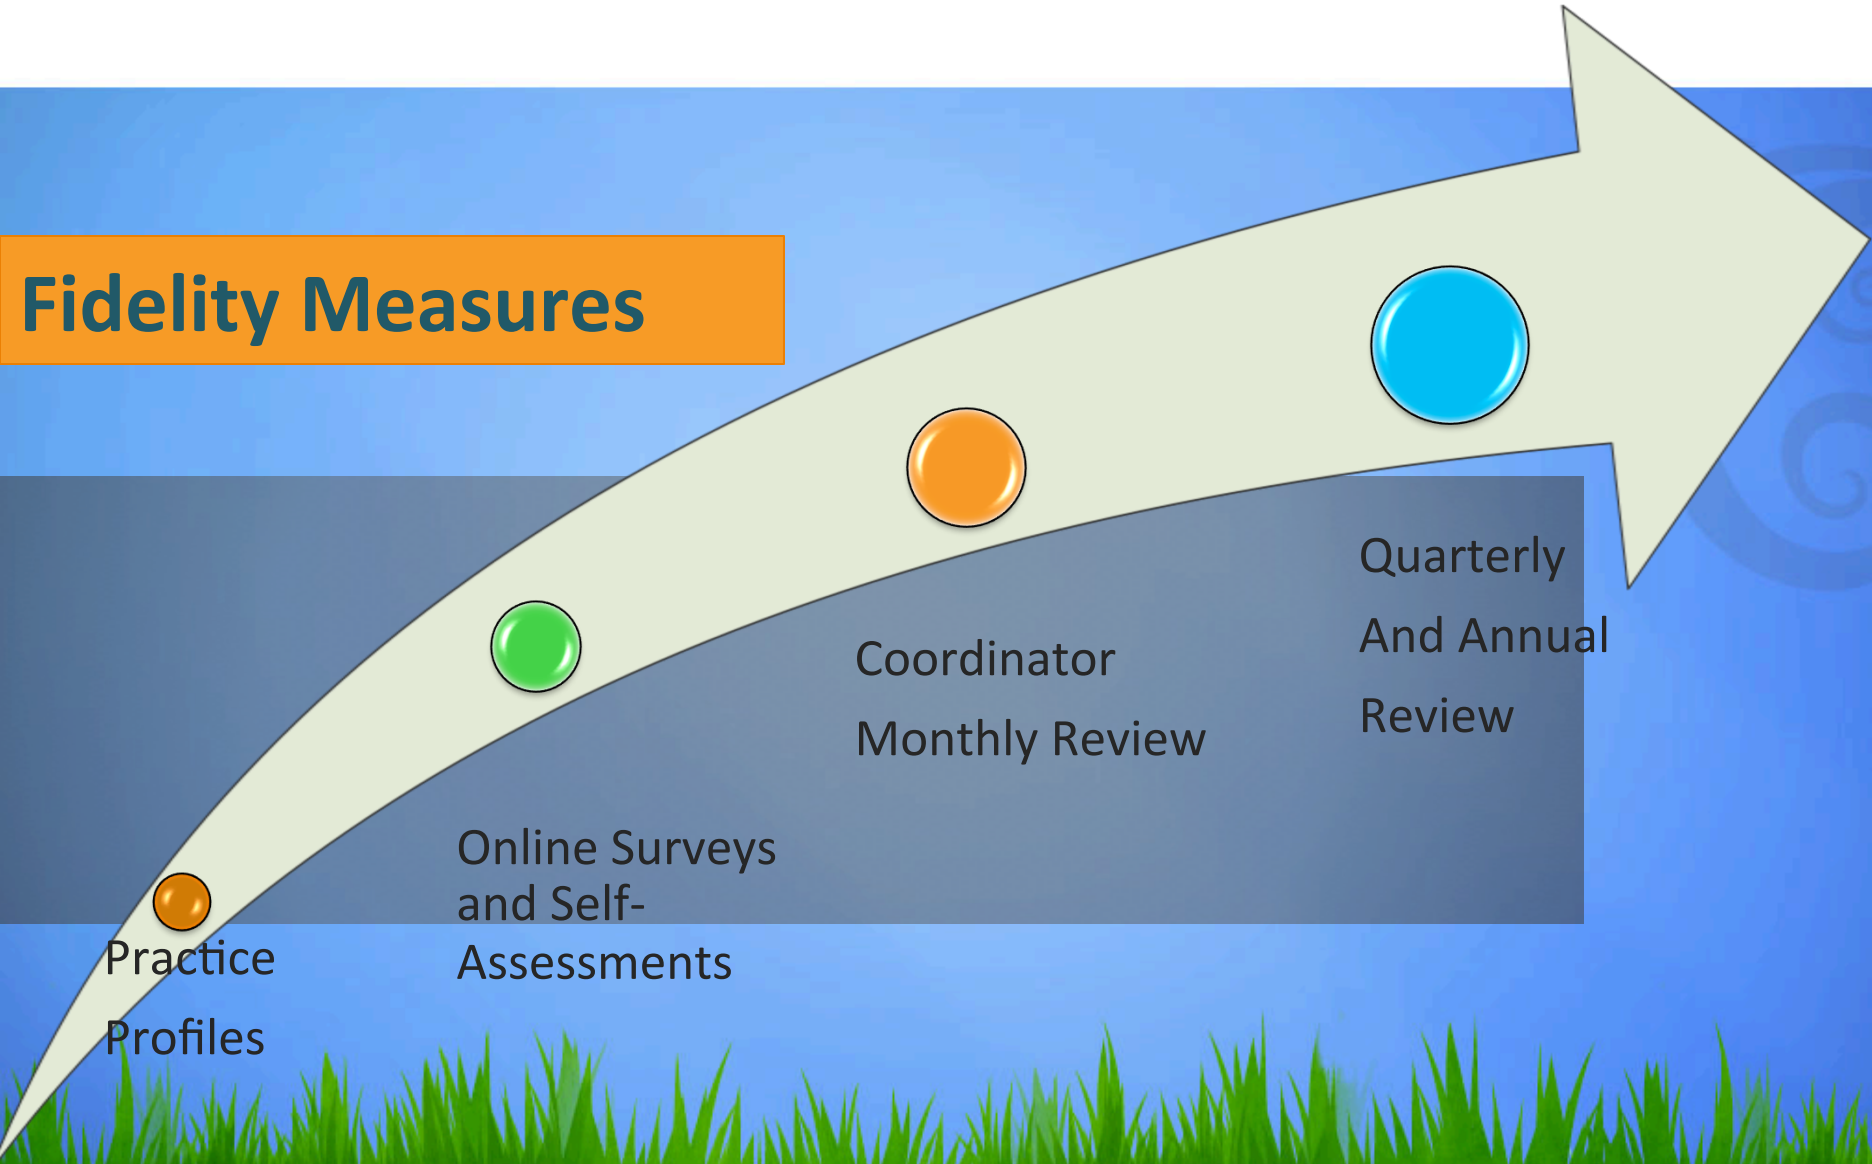 Fidelity Measures
Practice
Profiles
Online Surveys
and Self-
Assessments
Coordinator
Monthly Review
Quarterly
And Annual
Review